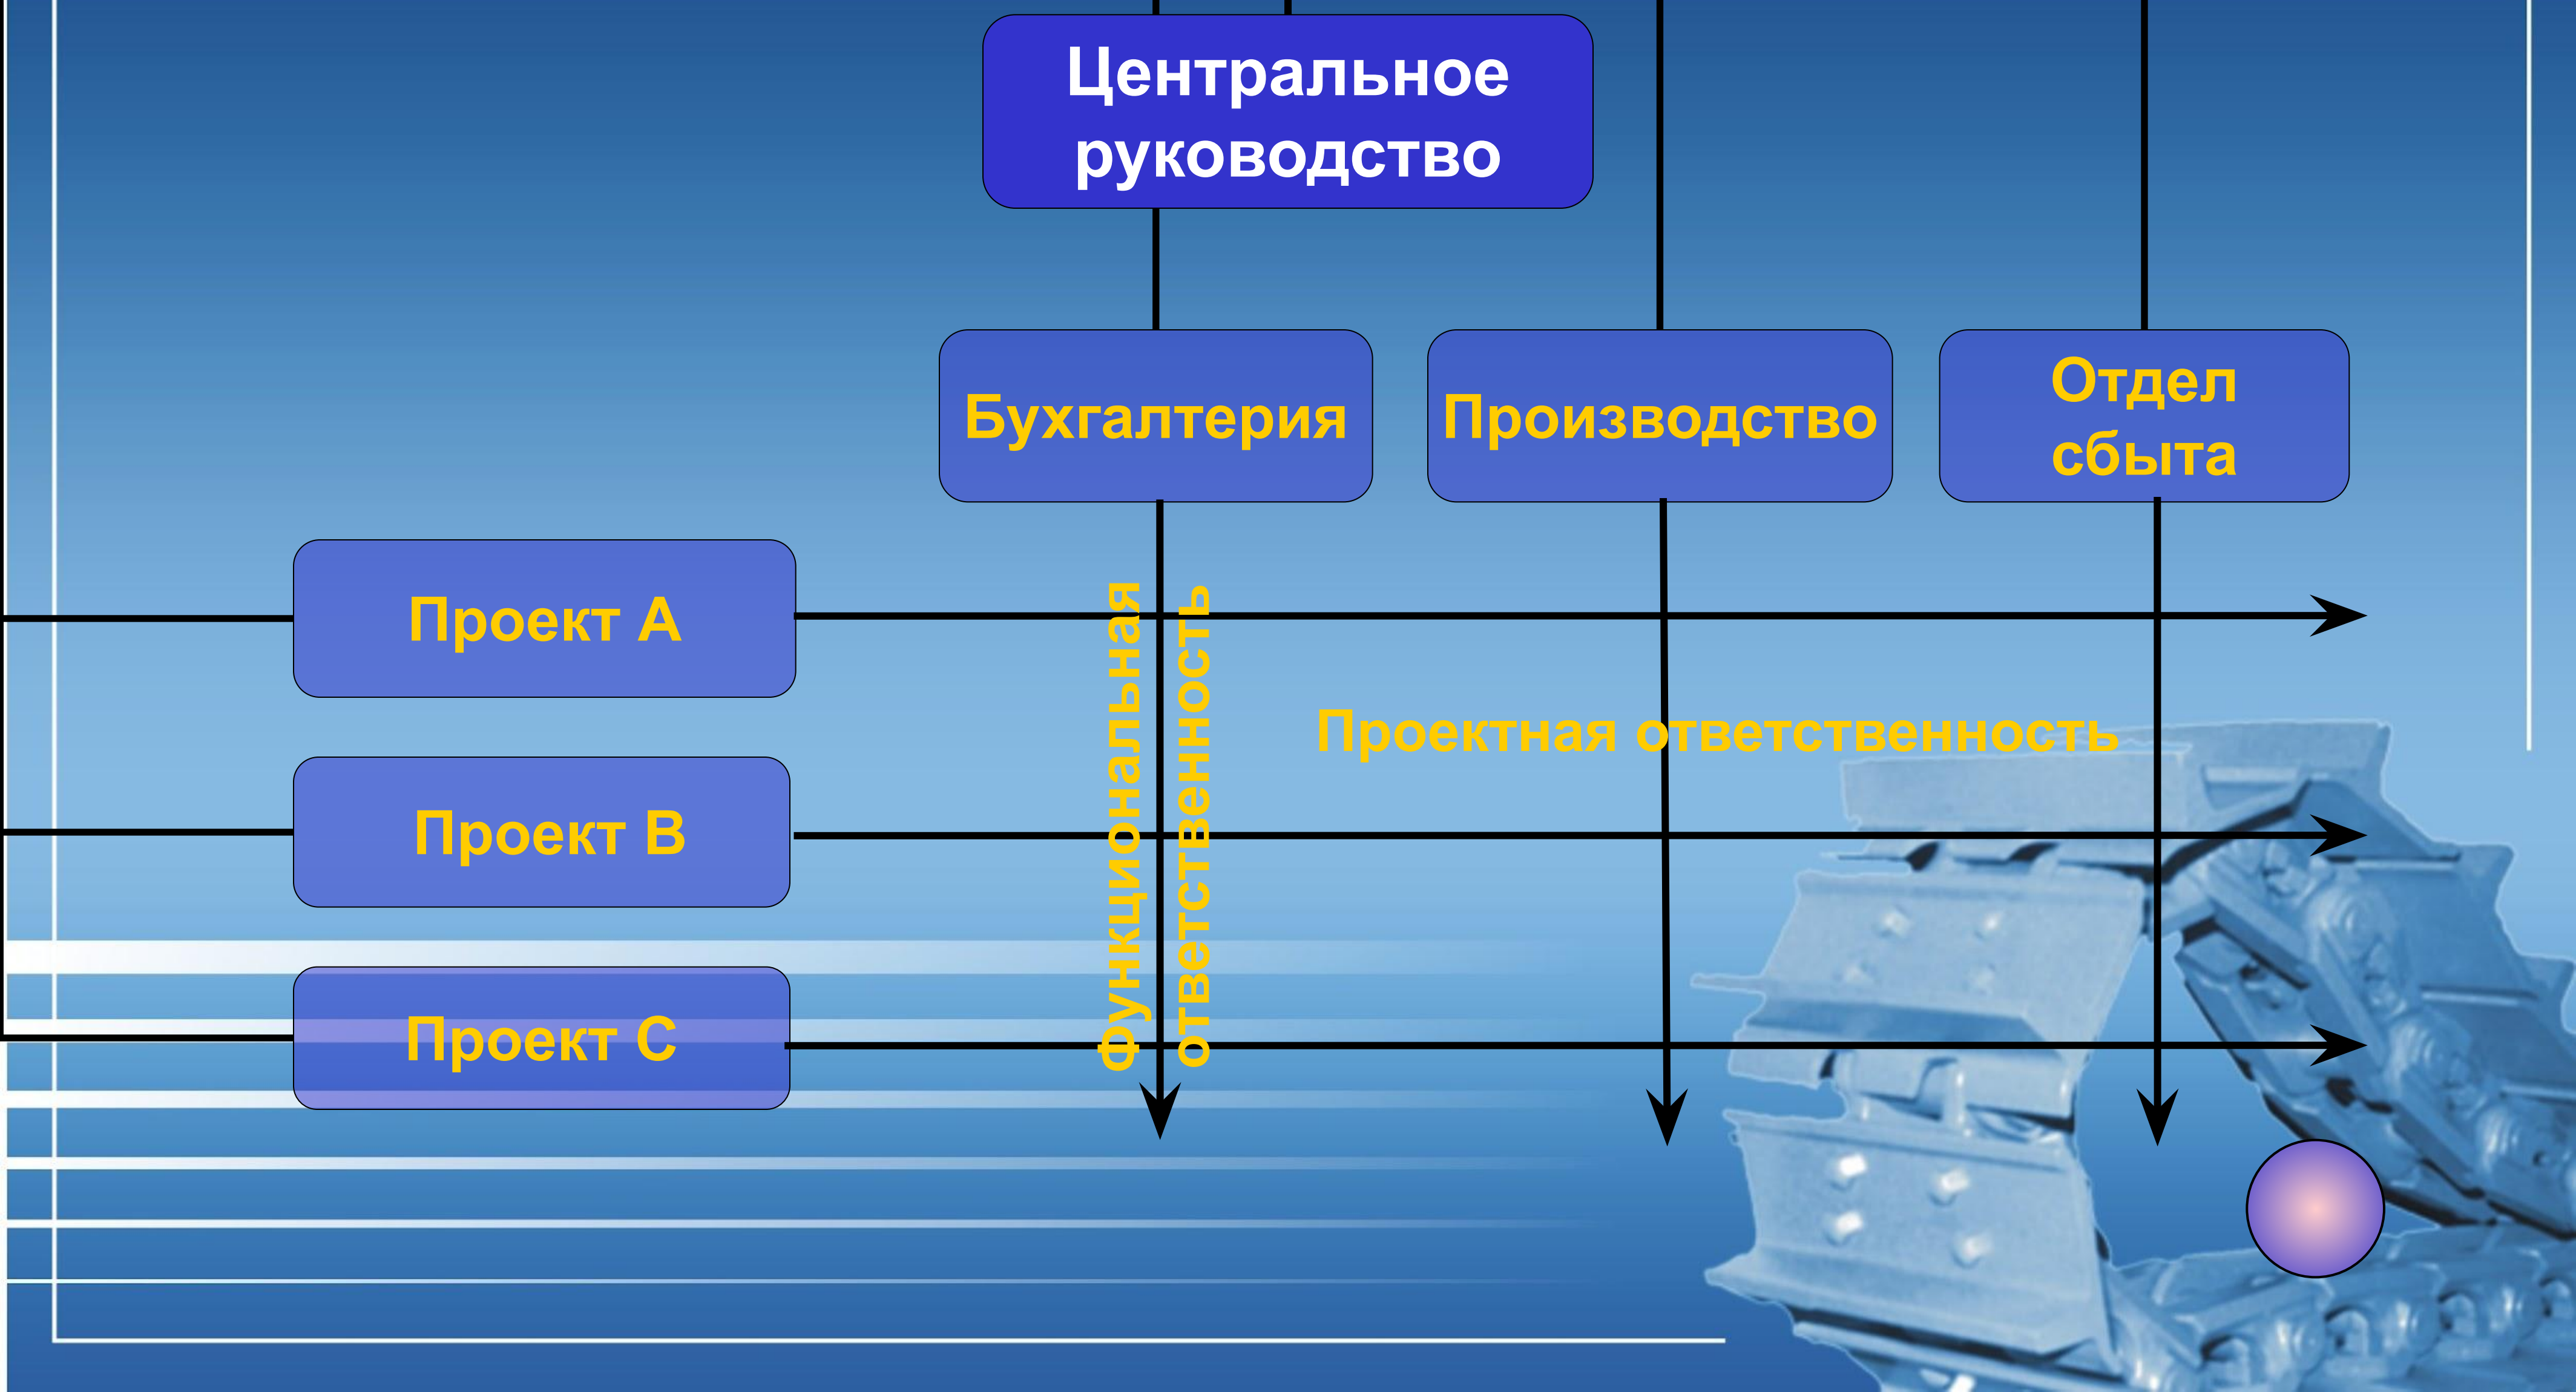 Центральное
руководство
Бухгалтерия
Производство
Отдел
сбыта
Проект А
Функциональная
ответственность
Проектная ответственность
Проект В
Проект С